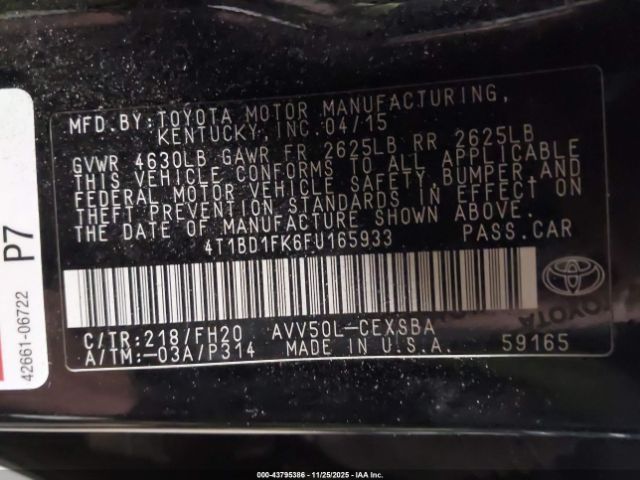 MFD.BY:TOYOTA MOTOR MANUFACTURING,
KENTUCKY,INC.04/15
GVWR 4630LB GAWR FR 2625LB RR 2625LB
THIS VEHICLE CONFORMS TO ALL APPLICABLE
FEDERAL MOTOR VEHICLE SAFETY,BUMPER,AND
THEFT PREVENTION STANDARDS IN EFFECT ON
THE DATE OF MANUFACTURE SHOWN ABOVE.
4T1BD1FK6FU165933 PASS.CAR
C/TR:218/FH20 AVV50L-CEXSBA
A/TM:-03A/P314 MADE IN U.S.A. 59165
TOYOTA
P7
42661-06722
000-43795386 - 11/25/2025 - IAAI.CA